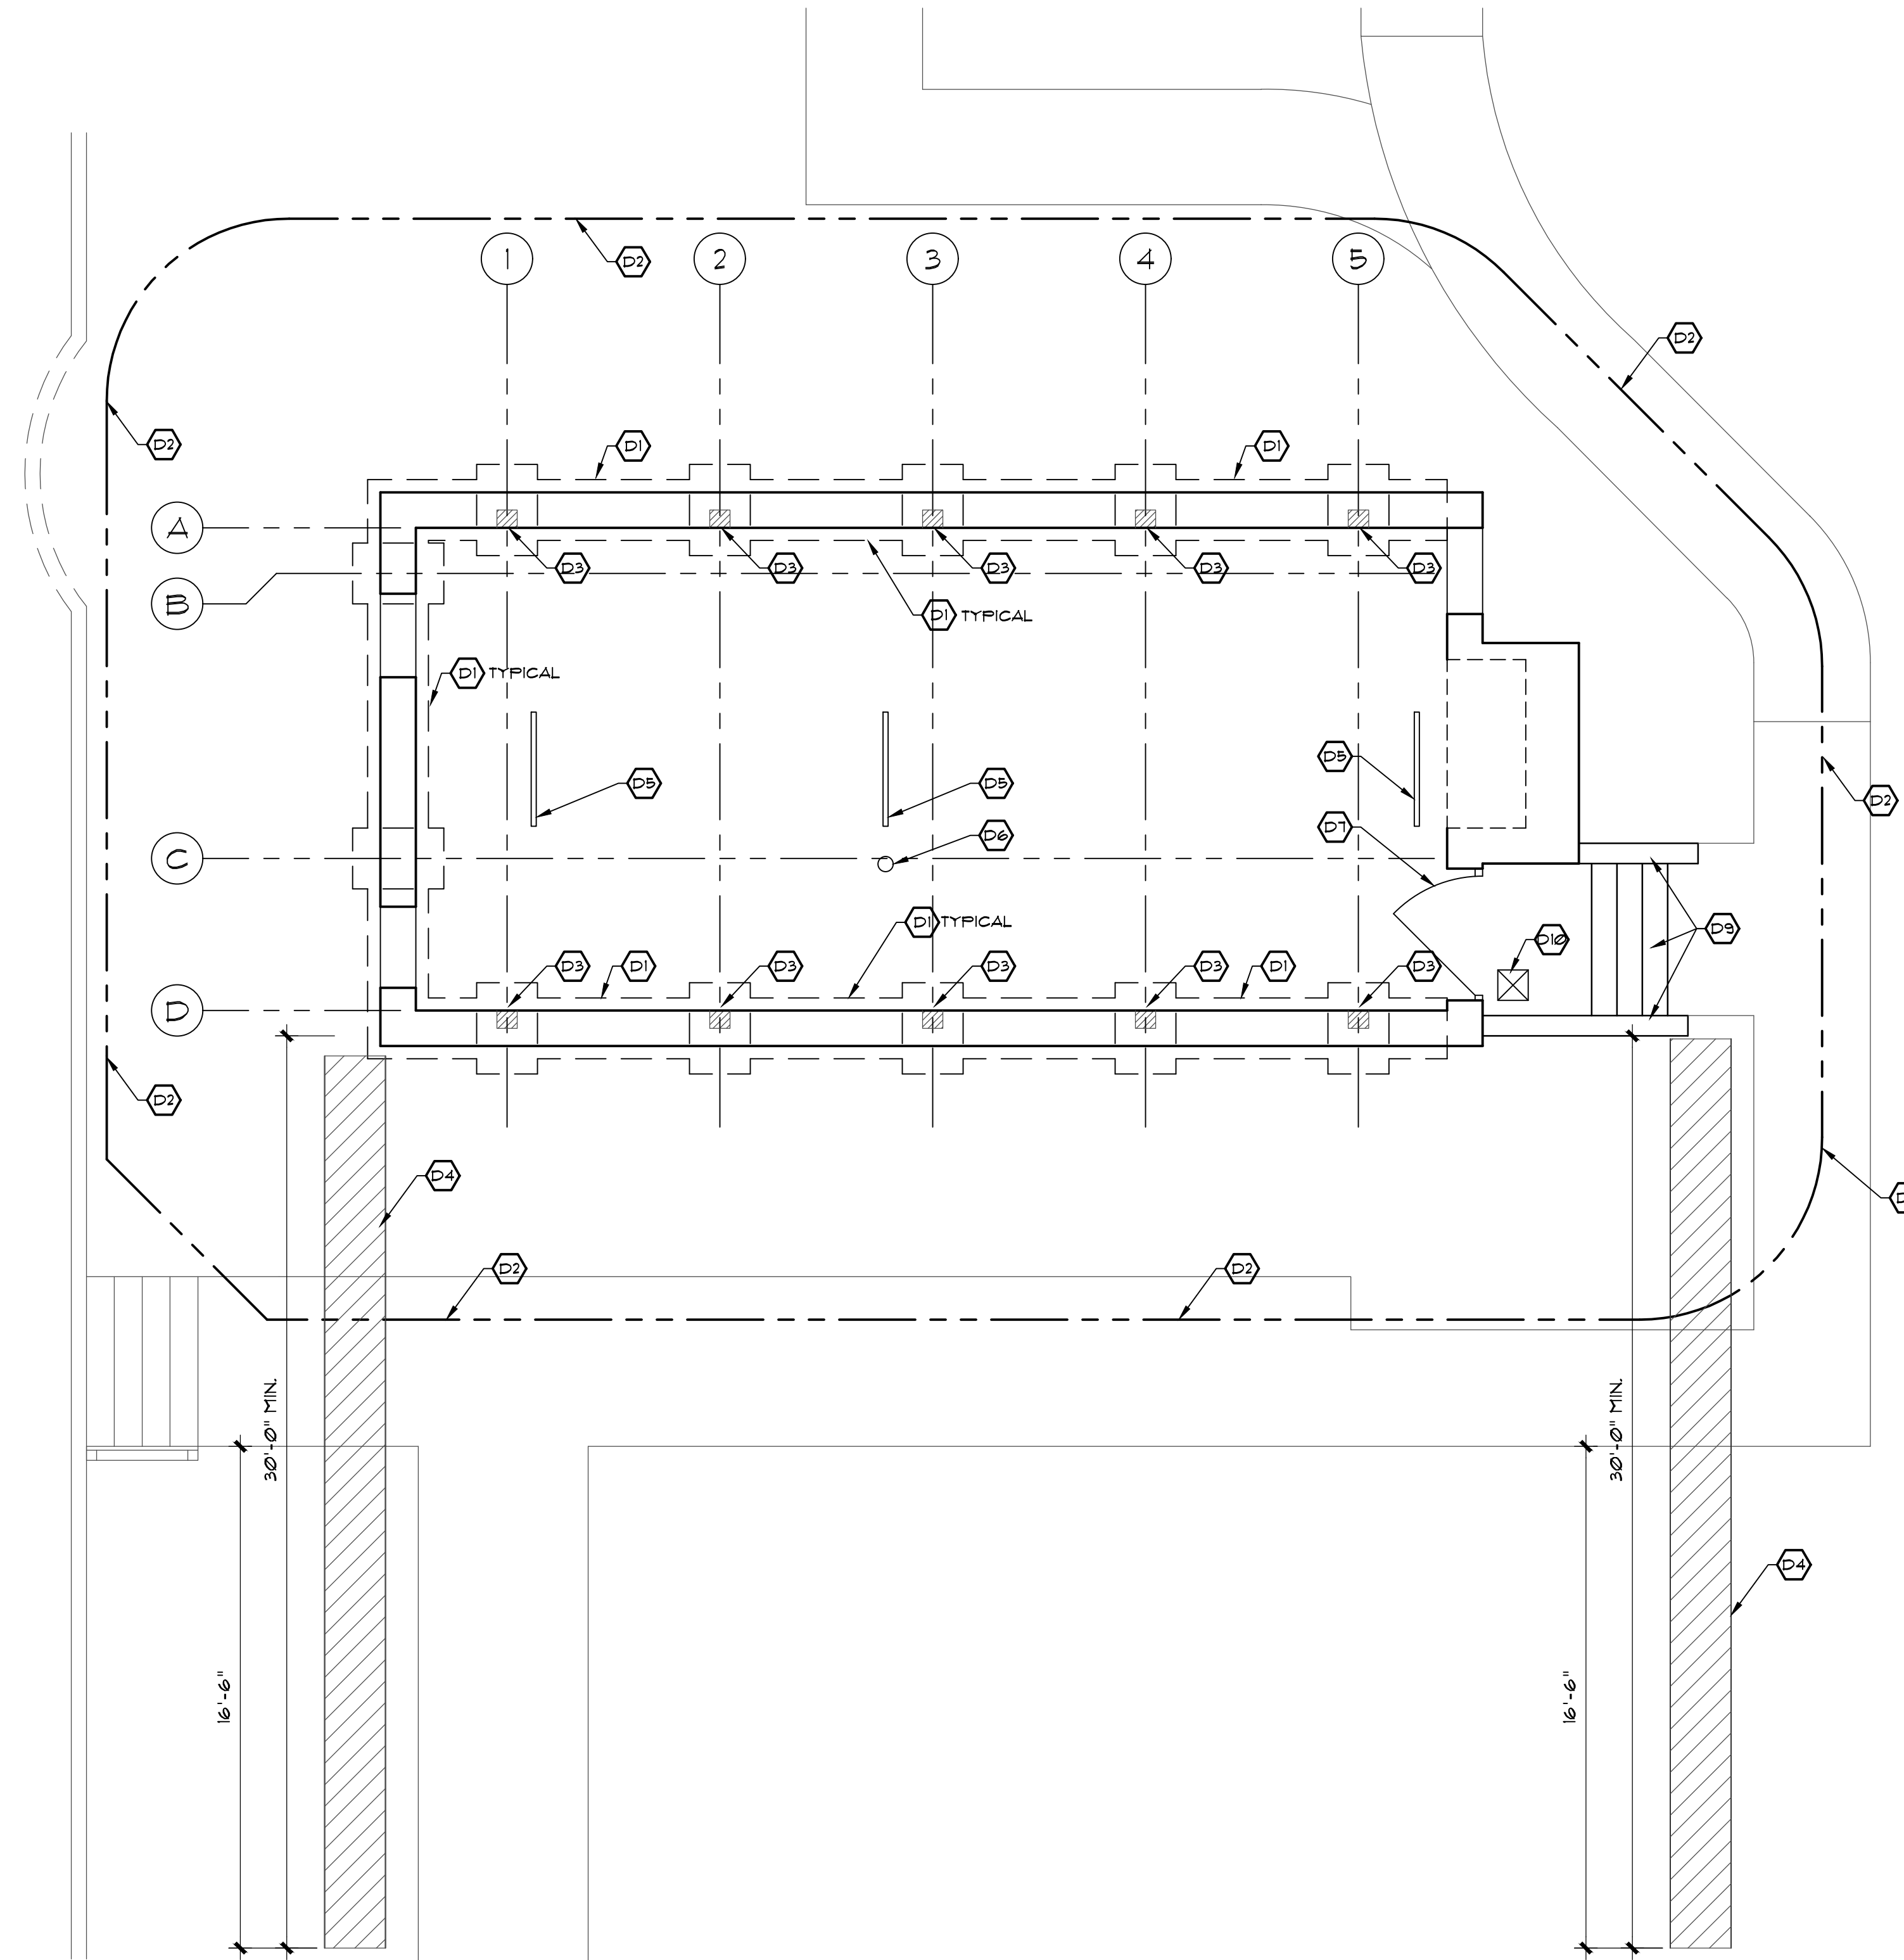 1 2 3 4 5
D2
D2
D2
D1 D1
A
D3 D3 D3 D3 D3
B
D1 TYPICAL
D1 TYPICAL
D5 D5 D5
D2
D6 D7
C
D1 TYPICAL
D9
D10
D3 D1 D3 D3 D3 D1 D3
D
D2
D4
D2 D2
30'-0" MIN. 30'-0" MIN.
D4
16'-6" 16'-6"